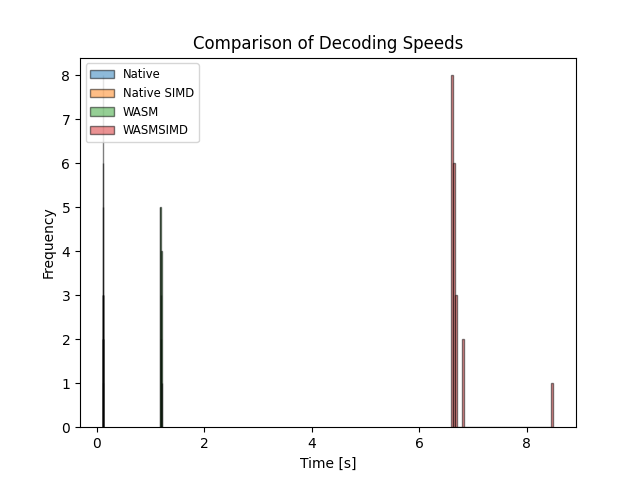 Comparison of Decoding Speeds
Native
Native SIMD
WASM
WASMSIMD
8
7
6
5
4
3
2
1
0
Frequency
0 2 4 6 8
Time [s]